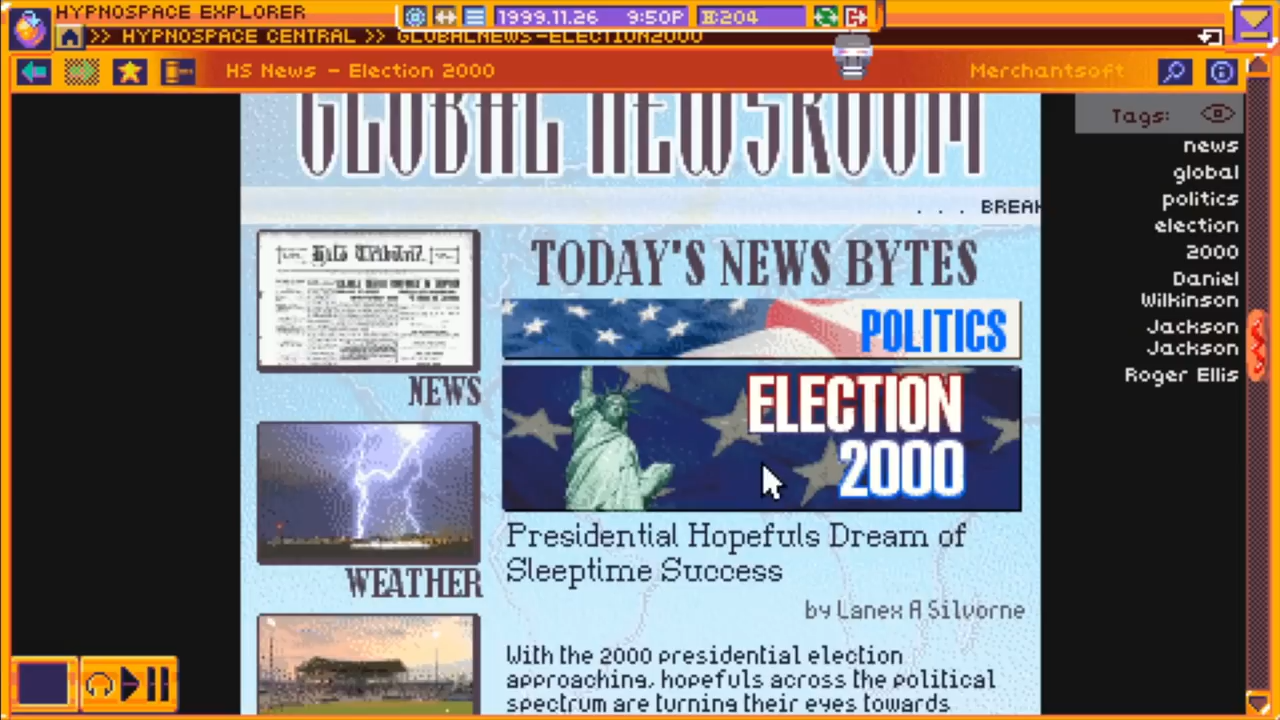 HYPNOSPACE EXPLORER
1999.11.26 9:50P 204
>> HYPNOSPACE CENTRAL >> GLOBALNEWS-ELECTION2000
HS News - Election 2000
Merchantsoft
GLOBAL NEWSROOM
. . . BREAK
Tags:
news
global
politics
election
2000
Daniel
Wilkinson
Jackson
Jackson
Roger Ellis
NEWS
WEATHER
TODAY'S NEWS BYTES
POLITICS
ELECTION
2000
Presidential Hopefuls Dream of
Sleeptime Success
by Lanex A Silvorne
With the 2000 presidential election
approaching, hopefuls across the political
spectrum are turning their eyes towards